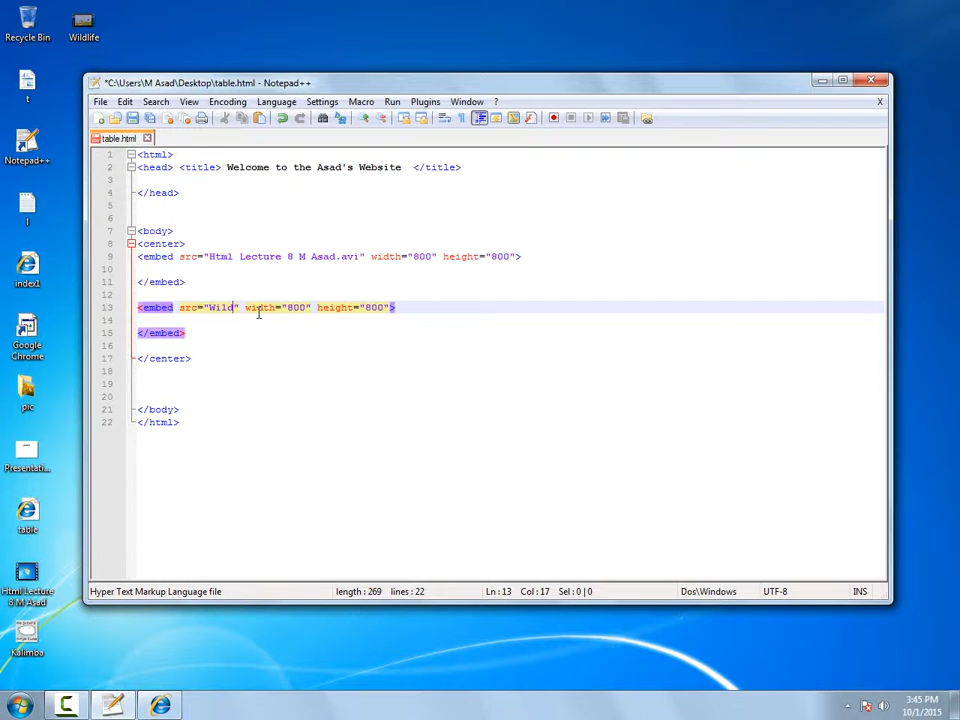 Recycle Bin
Wildlife
t
Notepad++
l
index1
Google Chrome
pic
Presentati...
table
Html Lecture 8 M Asad
Kalimba
*C:\Users\M Asad\Desktop\table.html - Notepad++
File Edit Search View Encoding Language Settings Macro Run Plugins Window ? X
table.html
1 <html>
2 <head> <title> Welcome to the Asad's Website </title>
3
4 </head>
5
6
7 <body>
8 <center>
9 <embed src="Html Lecture 8 M Asad.avi" width="800" height="800">
10
11 </embed>
12
13 <embed src="Wild" width="800" height="800">
14
15 </embed>
16
17 </center>
18
19
20
21 </body>
22 </html>
Hyper Text Markup Language file length : 269 lines : 22 Ln : 13 Col : 17 Sel : 0 | 0 Dos\Windows UTF-8 INS
3:45 PM
10/1/2015